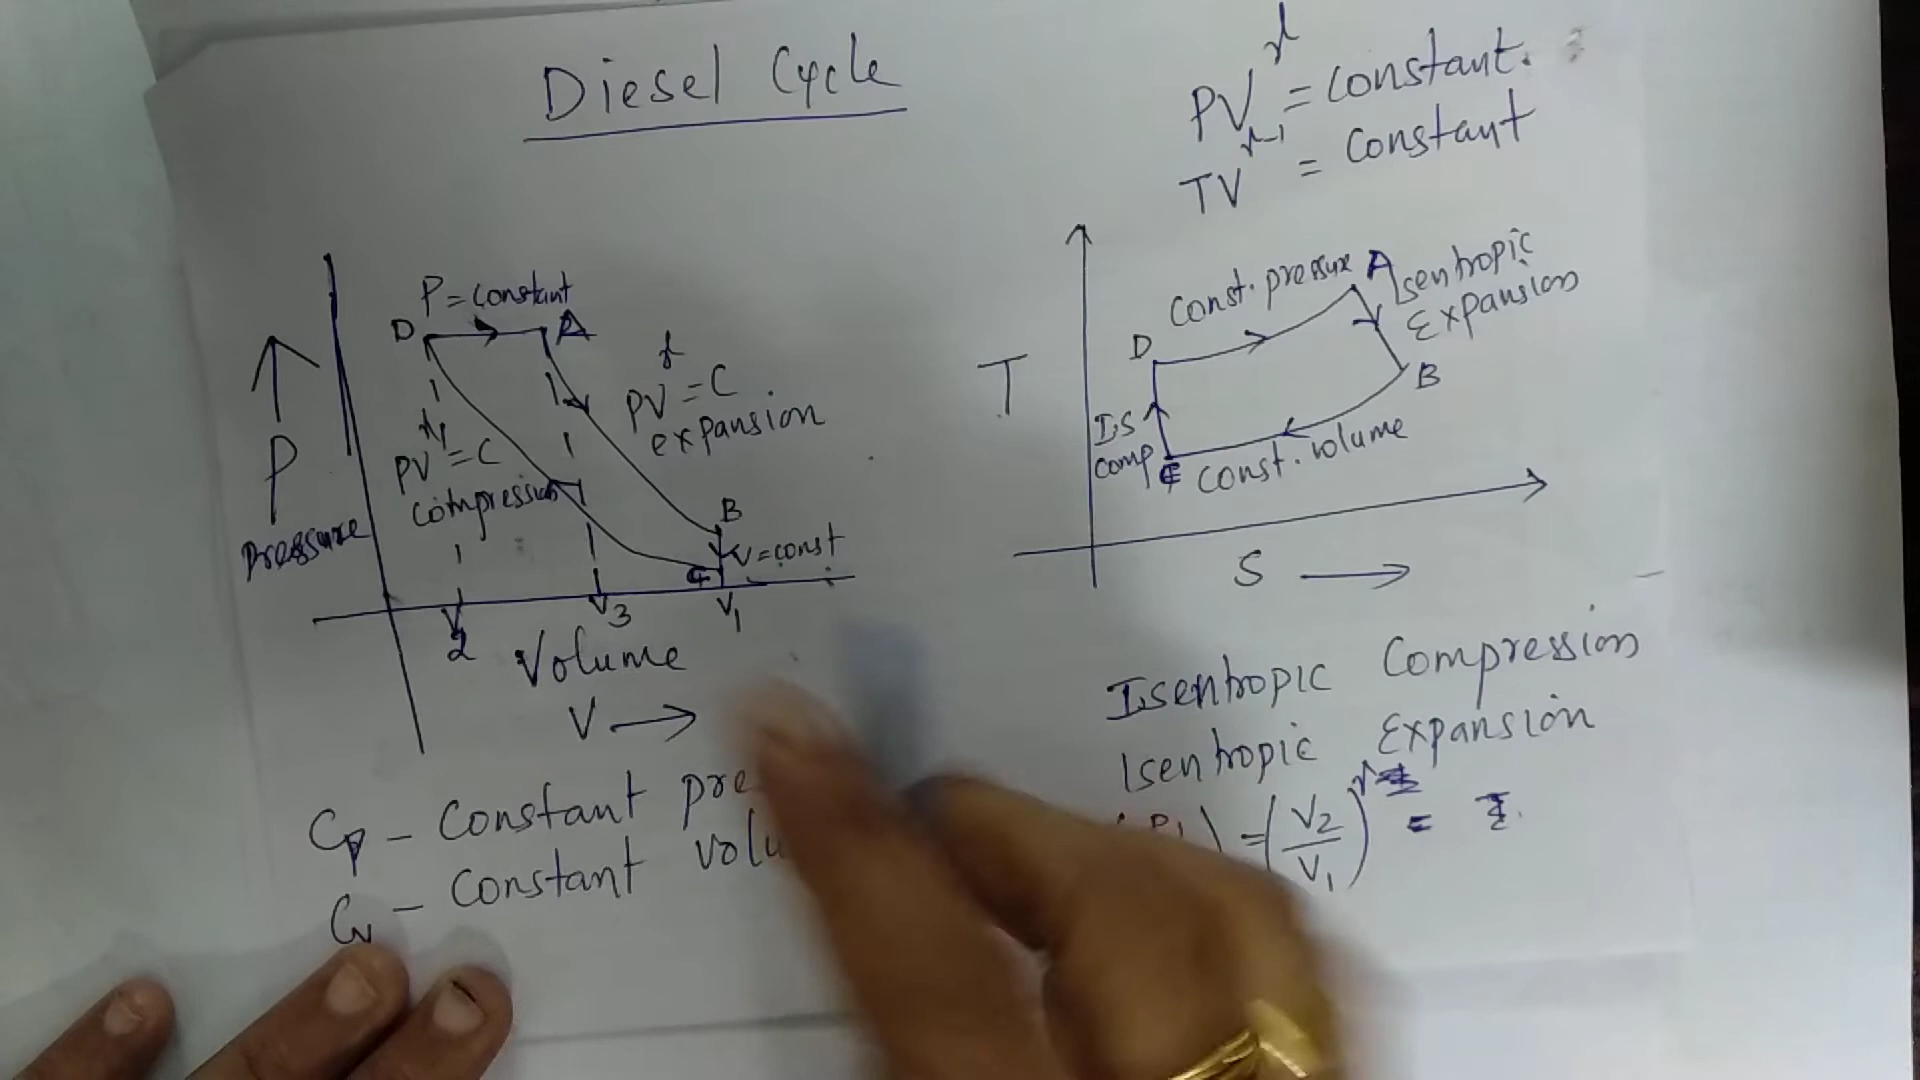 Diesel Cycle
PV^γ = constant.
TV^γ-1 = constant
P = constant
D A
PV^γ = C
expansion
PV^γ = C
compression
B
V = const
C
P
Pressure
V2 V3 V1
Volume
V →
T
D const. pressure A Isentropic
Expansion
B
IS
comp C const. volume
S →
Isentropic Compression
Isentropic Expansion
= (V2/V1)^γ =
Cp - Constant pre
Cv - Constant volu